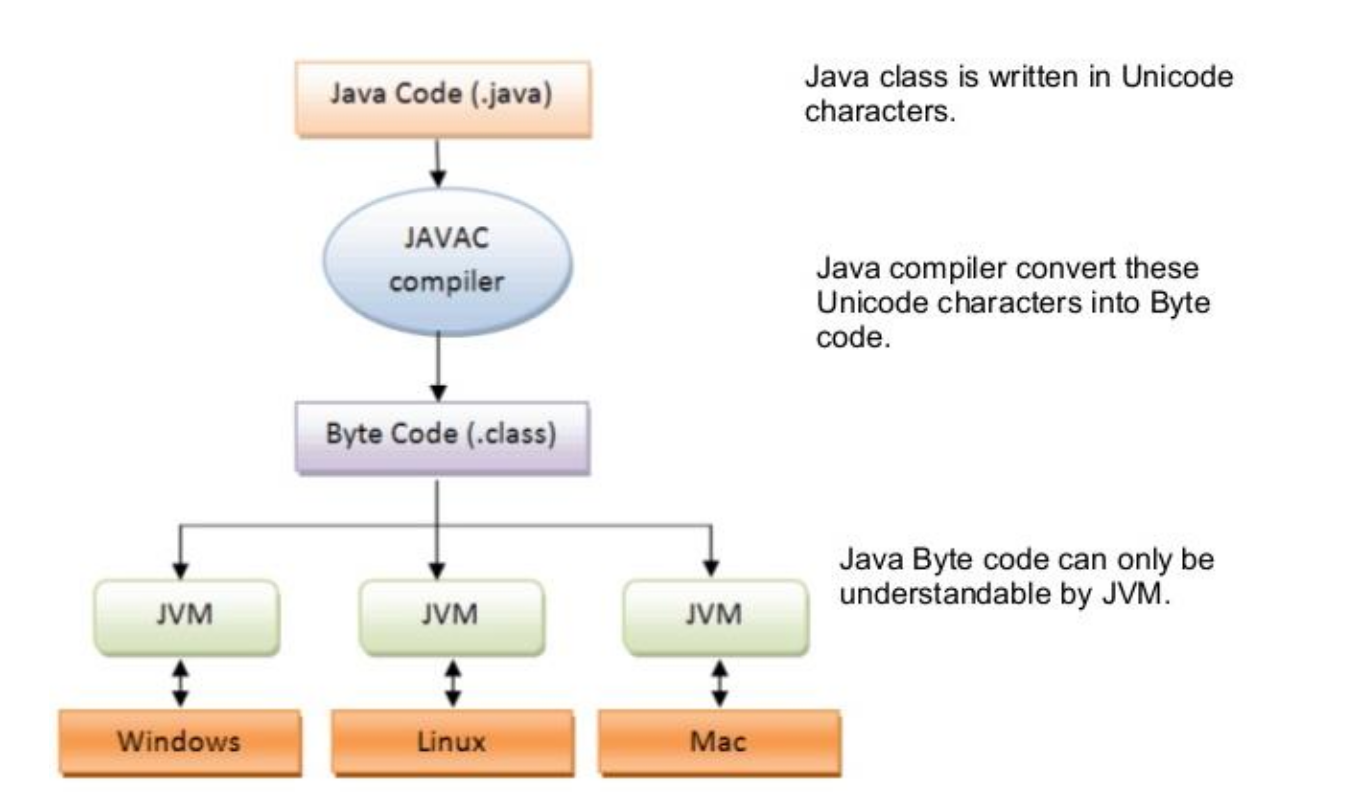 Java Code (.java)
Java class is written in Unicode
characters.
JAVAC
compiler
Java compiler convert these
Unicode characters into Byte
code.
Byte Code (.class)
Java Byte code can only be
understandable by JVM.
JVM
JVM
JVM
Windows
Linux
Mac